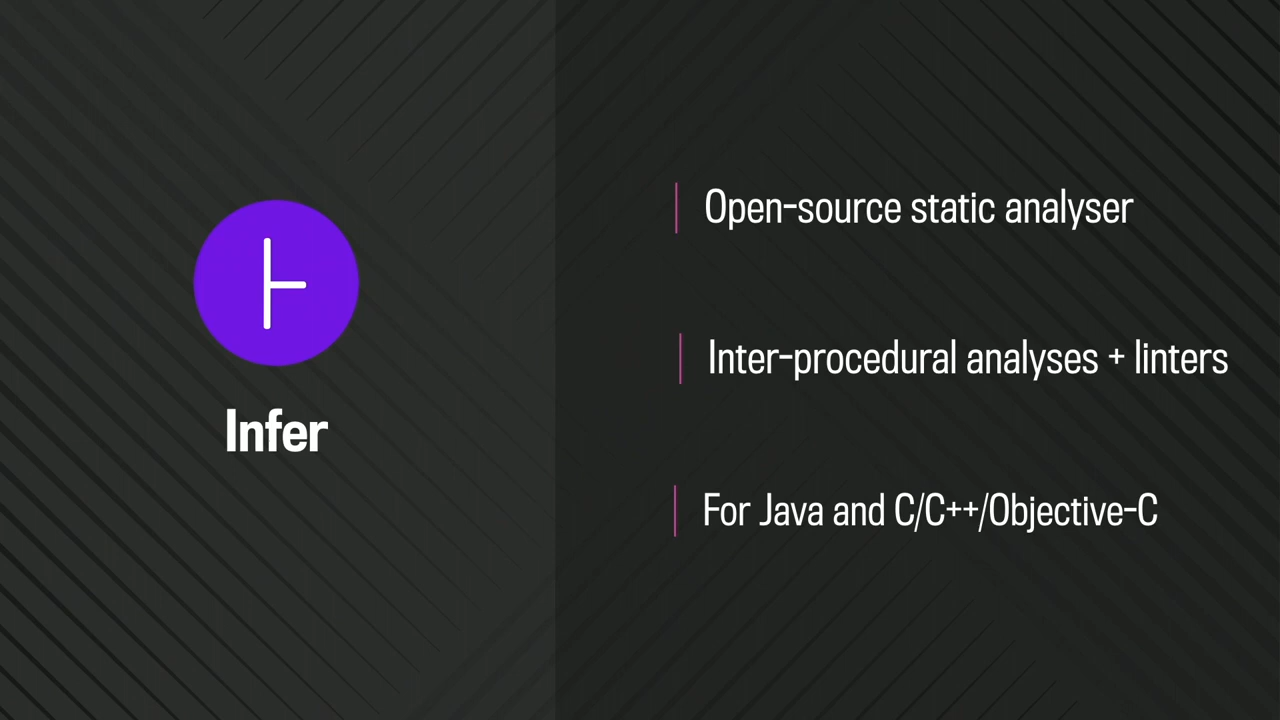 Infer
Open-source static analyser
Inter-procedural analyses + linters
For Java and C/C++/Objective-C